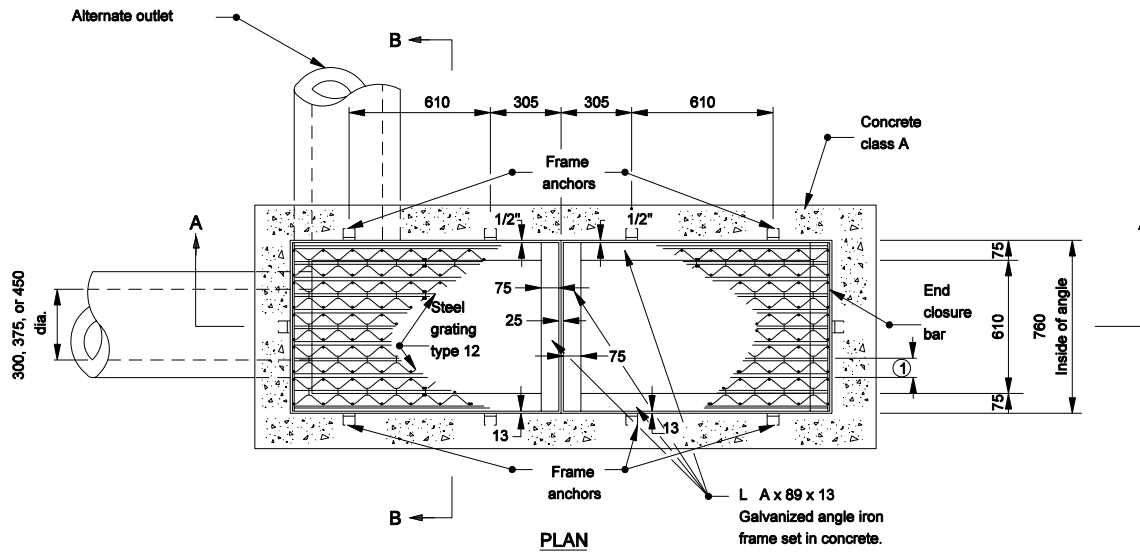 Alternate outlet
B
610
305
305
610
Concrete
class A
Frame
anchors
A
1/2"
1/2"
75
75
Steel
grating
type 12
25
75
End
closure
bar
610
760
Inside of angle
300, 375, or 450
dia.
1
75
13
13
Frame
anchors
B
L A x 89 x 13
Galvanized angle iron
frame set in concrete.
PLAN